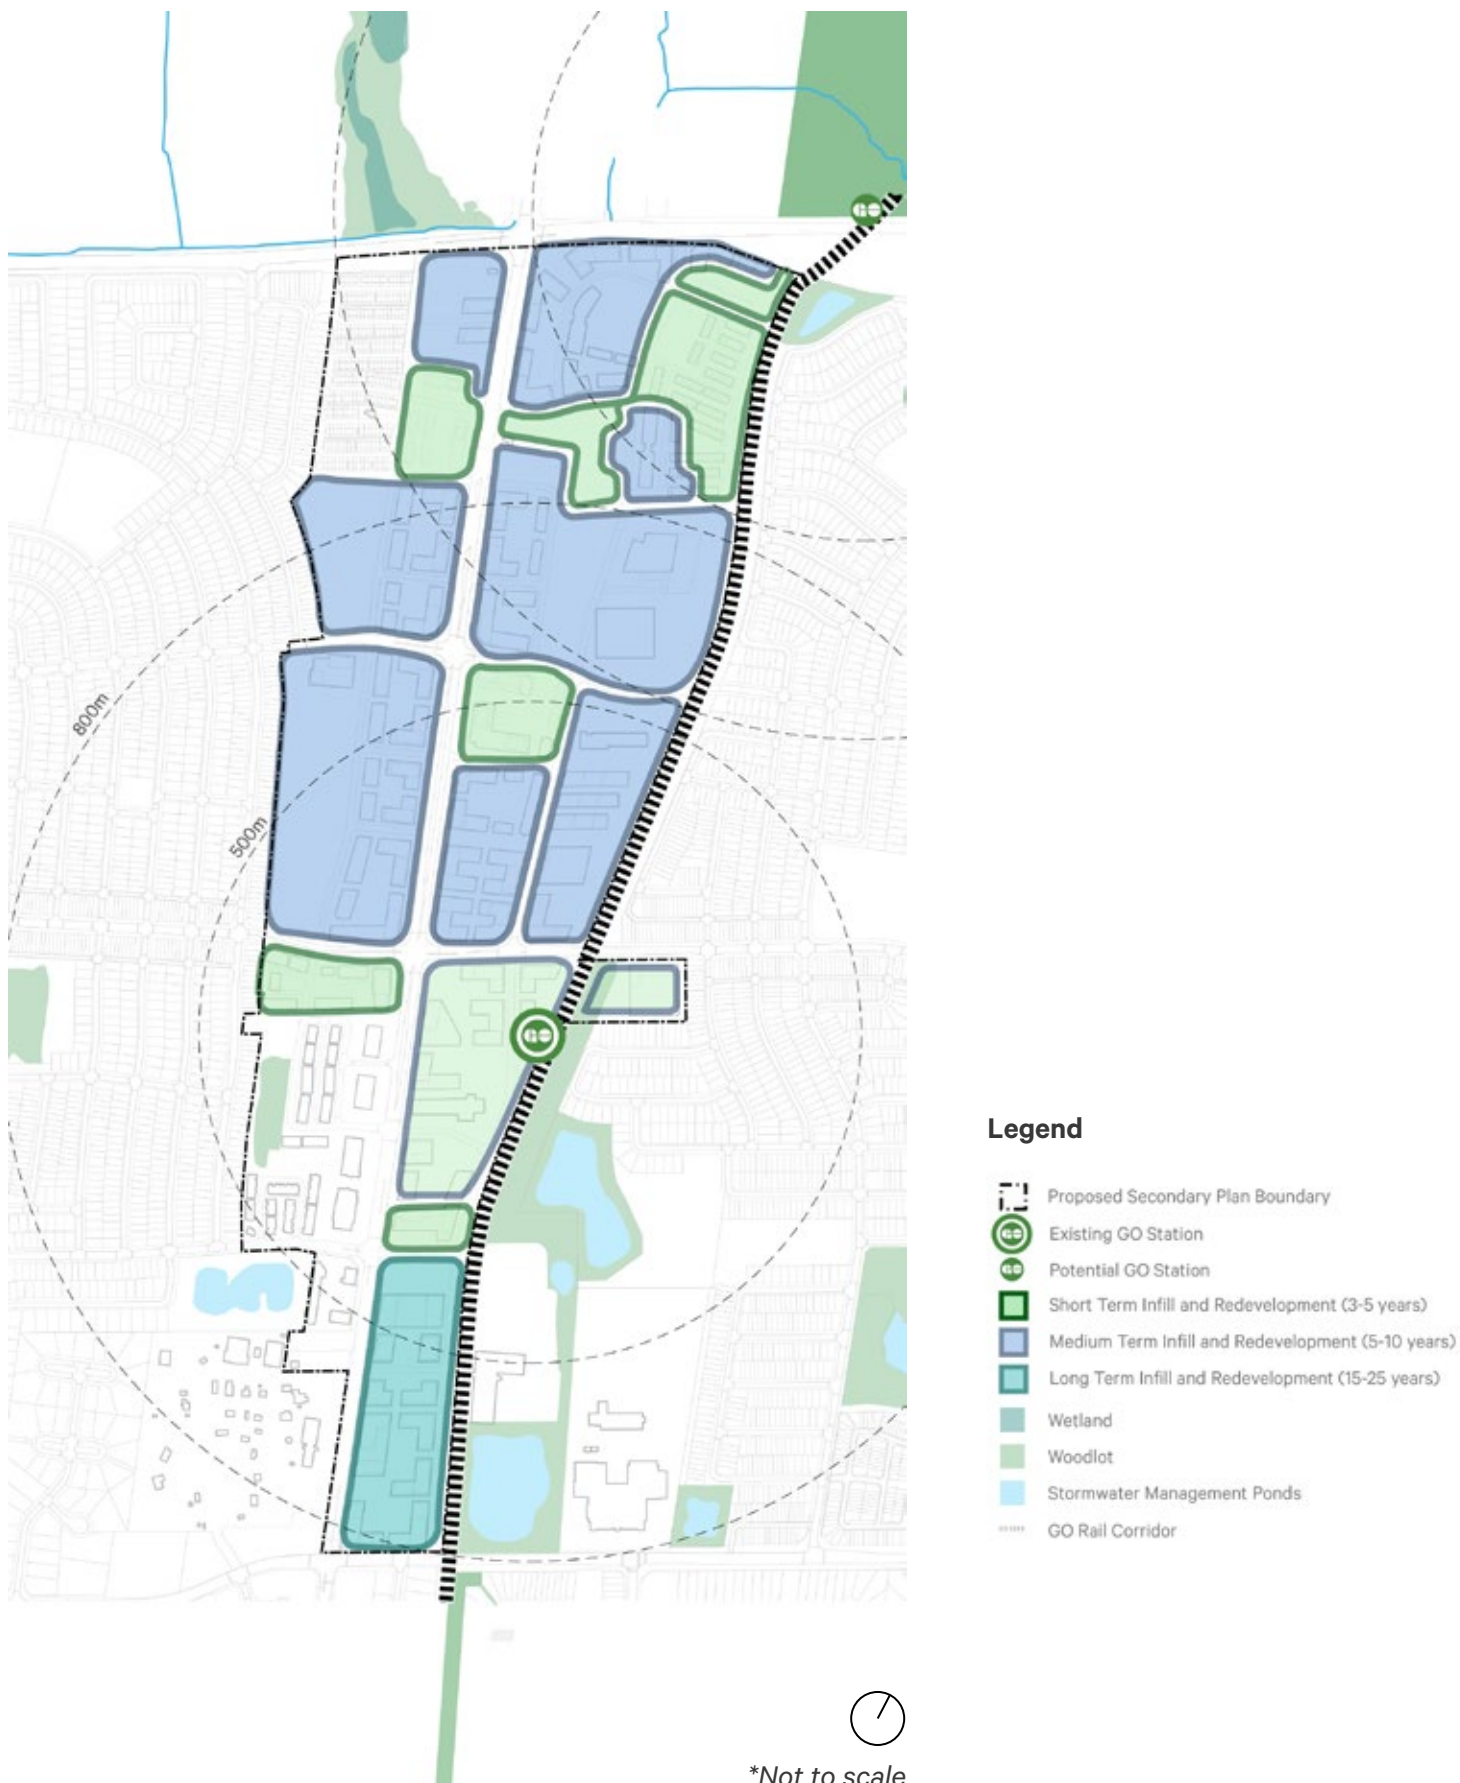 800m
500m
Legend
Proposed Secondary Plan Boundary
Existing GO Station
Potential GO Station
Short Term Infill and Redevelopment (3-5 years)
Medium Term Infill and Redevelopment (5-10 years)
Long Term Infill and Redevelopment (15-25 years)
Wetland
Woodlot
Stormwater Management Ponds
GO Rail Corridor
*Not to scale